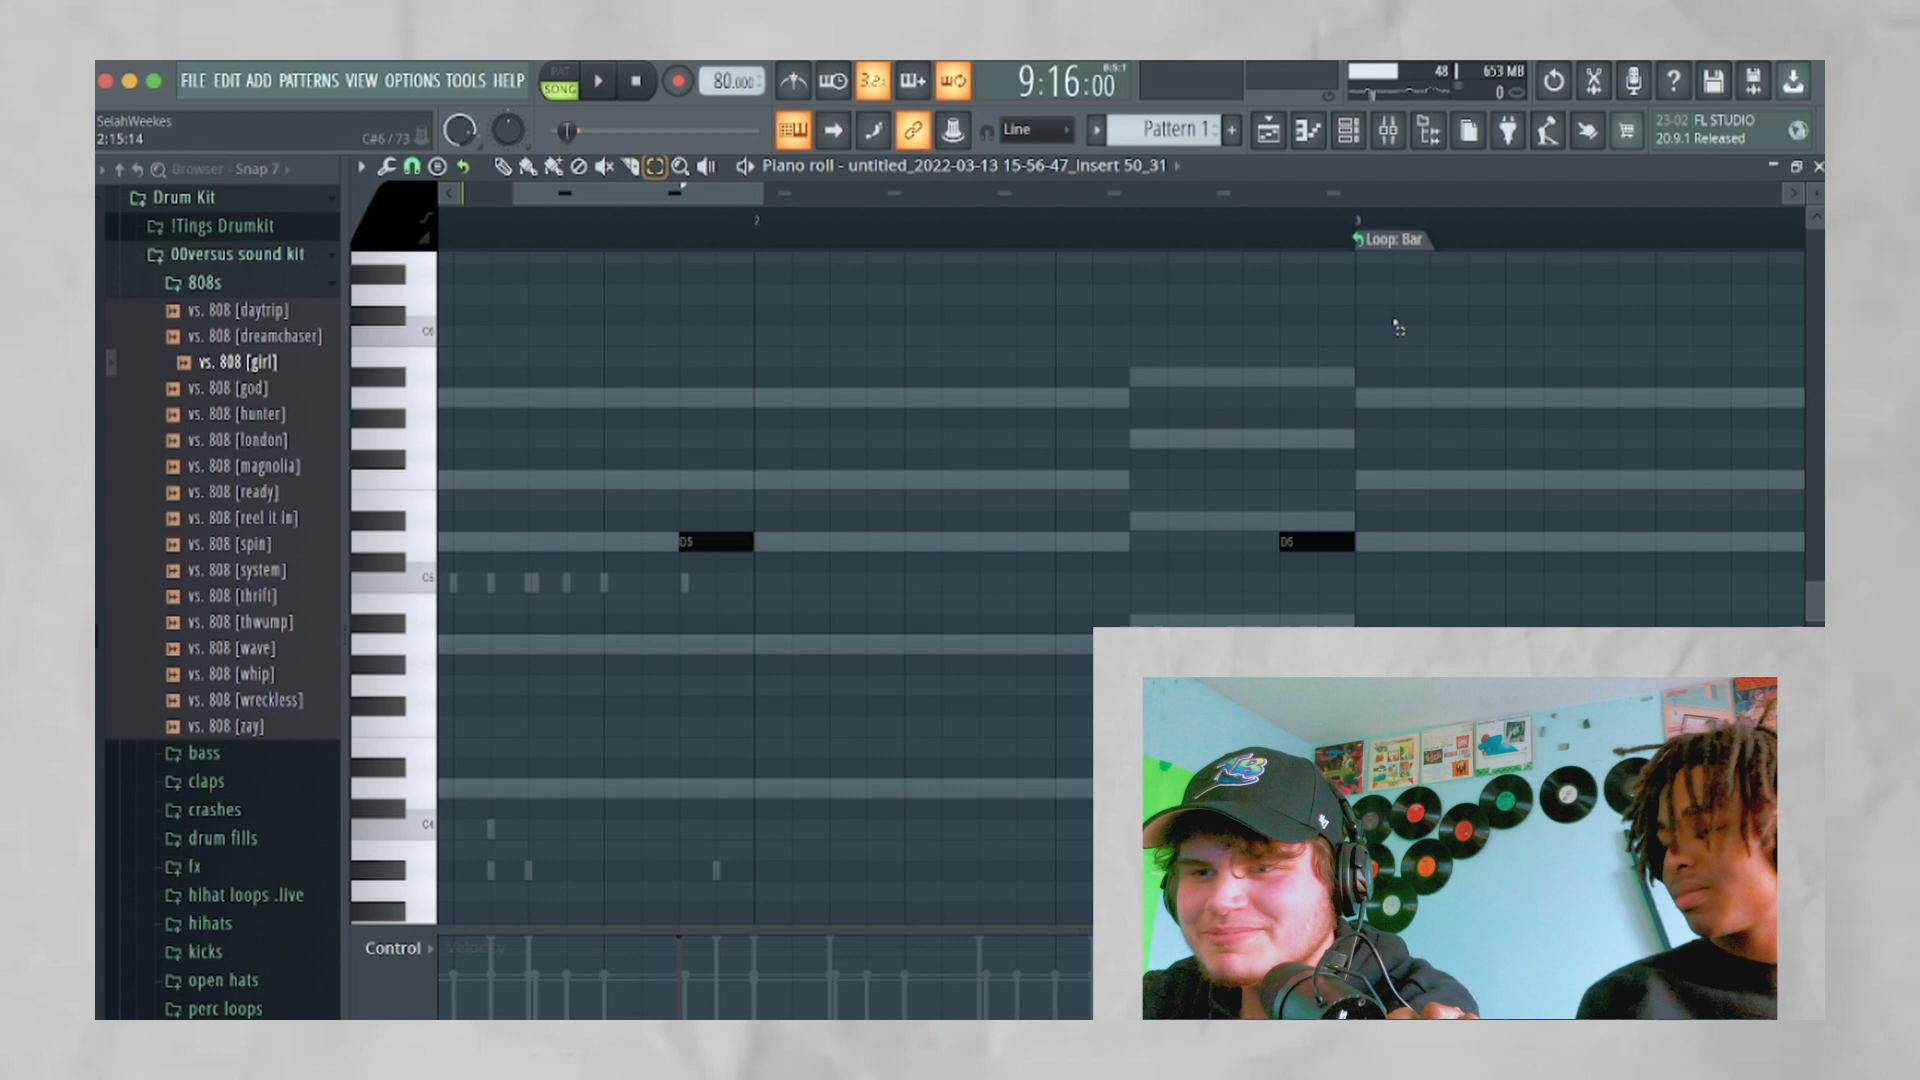 FILE EDIT ADD PATTERNS VIEW OPTIONS TOOLS HELP
PAT
SONG
80.000
3.2.
9:16:00
B:S:T
48
653 MB
0
SelahWeekes
2:15:14
C#6 / 73
Line
Pattern 1
+
23-02 FL STUDIO
20.9.1 Released
Browser - Snap 7
Piano roll - untitled_2022-03-13 15-56-47_Insert 50_31
Drum Kit
!Tings Drumkit
00versus sound kit
808s
vs. 808 [daytrip]
vs. 808 [dreamchaser]
vs. 808 [girl]
vs. 808 [god]
vs. 808 [hunter]
vs. 808 [london]
vs. 808 [magnolia]
vs. 808 [ready]
vs. 808 [reel it in]
vs. 808 [spin]
vs. 808 [system]
vs. 808 [thrift]
vs. 808 [thwump]
vs. 808 [wave]
vs. 808 [whip]
vs. 808 [wreckless]
vs. 808 [zay]
bass
claps
crashes
drum fills
fx
hihat loops .live
hihats
kicks
open hats
perc loops
2
3
Loop: Bar
C6
D5
D5
C5
C4
Control
Velocity